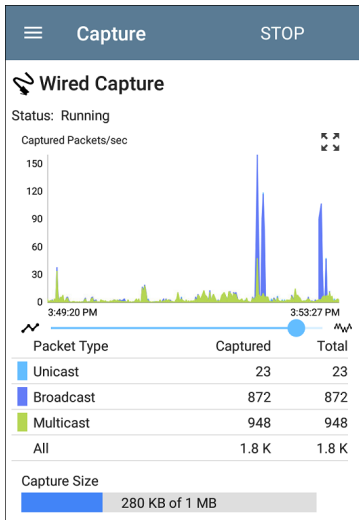 Capture STOP
Wired Capture
Status: Running
Captured Packets/sec
150
120
90
60
30
0
3:49:20 PM 3:53:27 PM
Packet Type Captured Total
Unicast 23 23
Broadcast 872 872
Multicast 948 948
All 1.8 K 1.8 K
Capture Size
280 KB of 1 MB